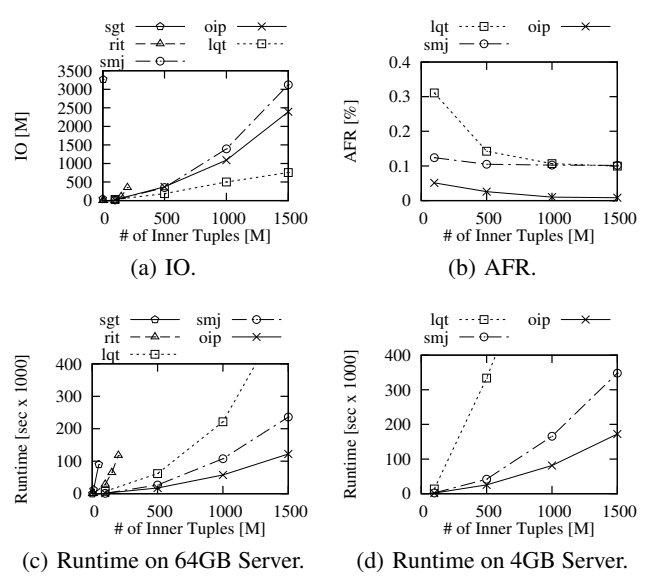 sgt oip
rit lqt
smj
3500
3000
2500
2000
1500
1000
500
0
IO [M]
0 500 1000 1500
# of Inner Tuples [M]
(a) IO.
lqt oip
smj
0.4
0.3
0.2
0.1
0
AFR [%]
0 500 1000 1500
# of Inner Tuples [M]
(b) AFR.
sgt smj
rit oip
lqt
400
300
200
100
0
Runtime [sec x 1000]
0 500 1000 1500
# of Inner Tuples [M]
(c) Runtime on 64GB Server.
lqt oip
smj
400
300
200
100
0
Runtime [sec x 1000]
0 500 1000 1500
# of Inner Tuples [M]
(d) Runtime on 4GB Server.